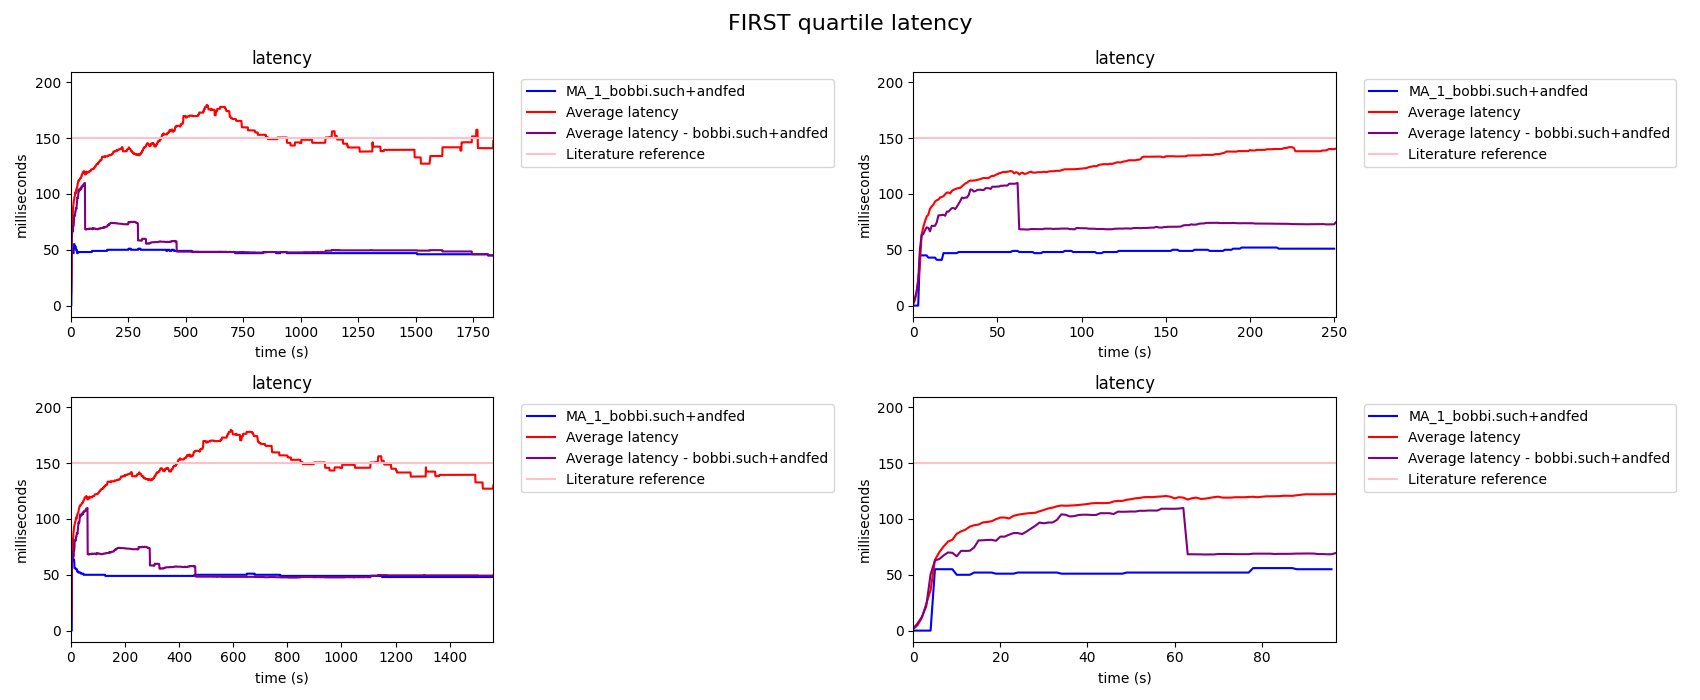 FIRST quartile latency
latency
200
150
100
50
0
milliseconds
0 250 500 750 1000 1250 1500 1750
time (s)
MA_1_bobbi.such+andfed
Average latency
Average latency - bobbi.such+andfed
Literature reference
latency
200
150
100
50
0
milliseconds
0 50 100 150 200 250
time (s)
MA_1_bobbi.such+andfed
Average latency
Average latency - bobbi.such+andfed
Literature reference
latency
200
150
100
50
0
milliseconds
0 200 400 600 800 1000 1200 1400
time (s)
MA_1_bobbi.such+andfed
Average latency
Average latency - bobbi.such+andfed
Literature reference
latency
200
150
100
50
0
milliseconds
0 20 40 60 80
time (s)
MA_1_bobbi.such+andfed
Average latency
Average latency - bobbi.such+andfed
Literature reference